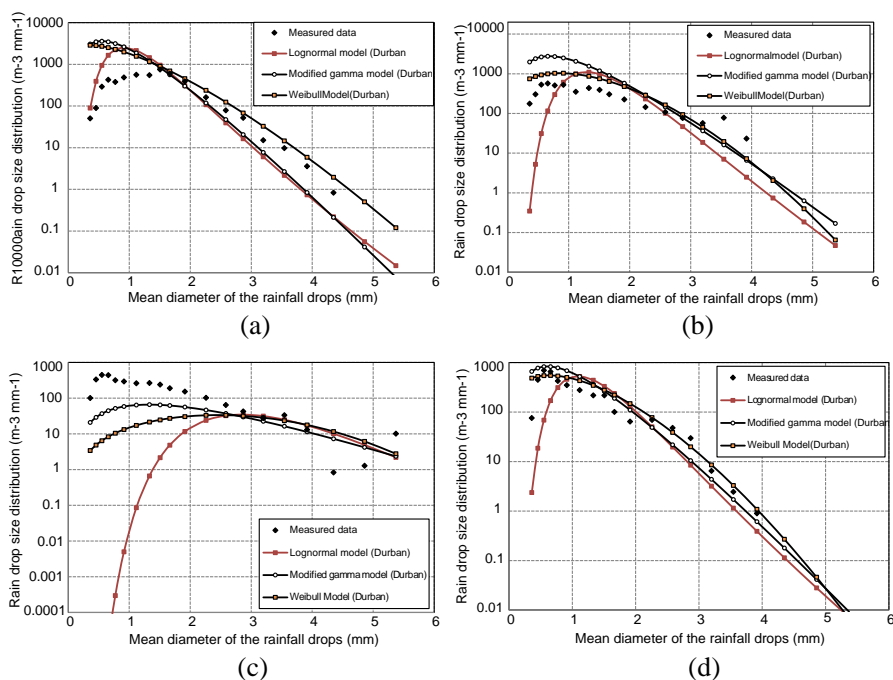 10000
1000
100
10
1
0.1
0.01
R10000ain drop size distribution (m-3 mm-1)
Measured data
Lognormal model (Durban
Modified gamma model (Durban
WeibullModel(Durban)
0 1 2 3 4 5 6
Mean diameter of the rainfall drops (mm)
(a)
10000
1000
100
10
1
0.1
0.01
Rain drop size distribution (m-3 mm-1)
Measured data
Lognormalmodel (Durban)
Modified gamma model (Durban)
WeibullModel(Durban)
0 1 2 3 4 5 6
Mean diameter of the rainfall drops (mm)
(b)
1000
100
10
1
0.1
0.01
0.001
0.0001
Rain drop size distribution (m-3 mm-1)
Measured data
Lognormal model (Durban)
Modified gamma model (Durban)
Weibull Model (Durban)
0 1 2 3 4 5 6
Mean diameter of the rainfall drops (mm)
(c)
1000
100
10
1
0.1
0.01
Rain drop size distribution (m-3 mm-1)
Measured data
Lognormal model (Durban)
Modified gamma model (Durban
Weibull Model(Durban)
0 1 2 3 4 5 6
Mean diameter of the rainfall drops (mm)
(d)